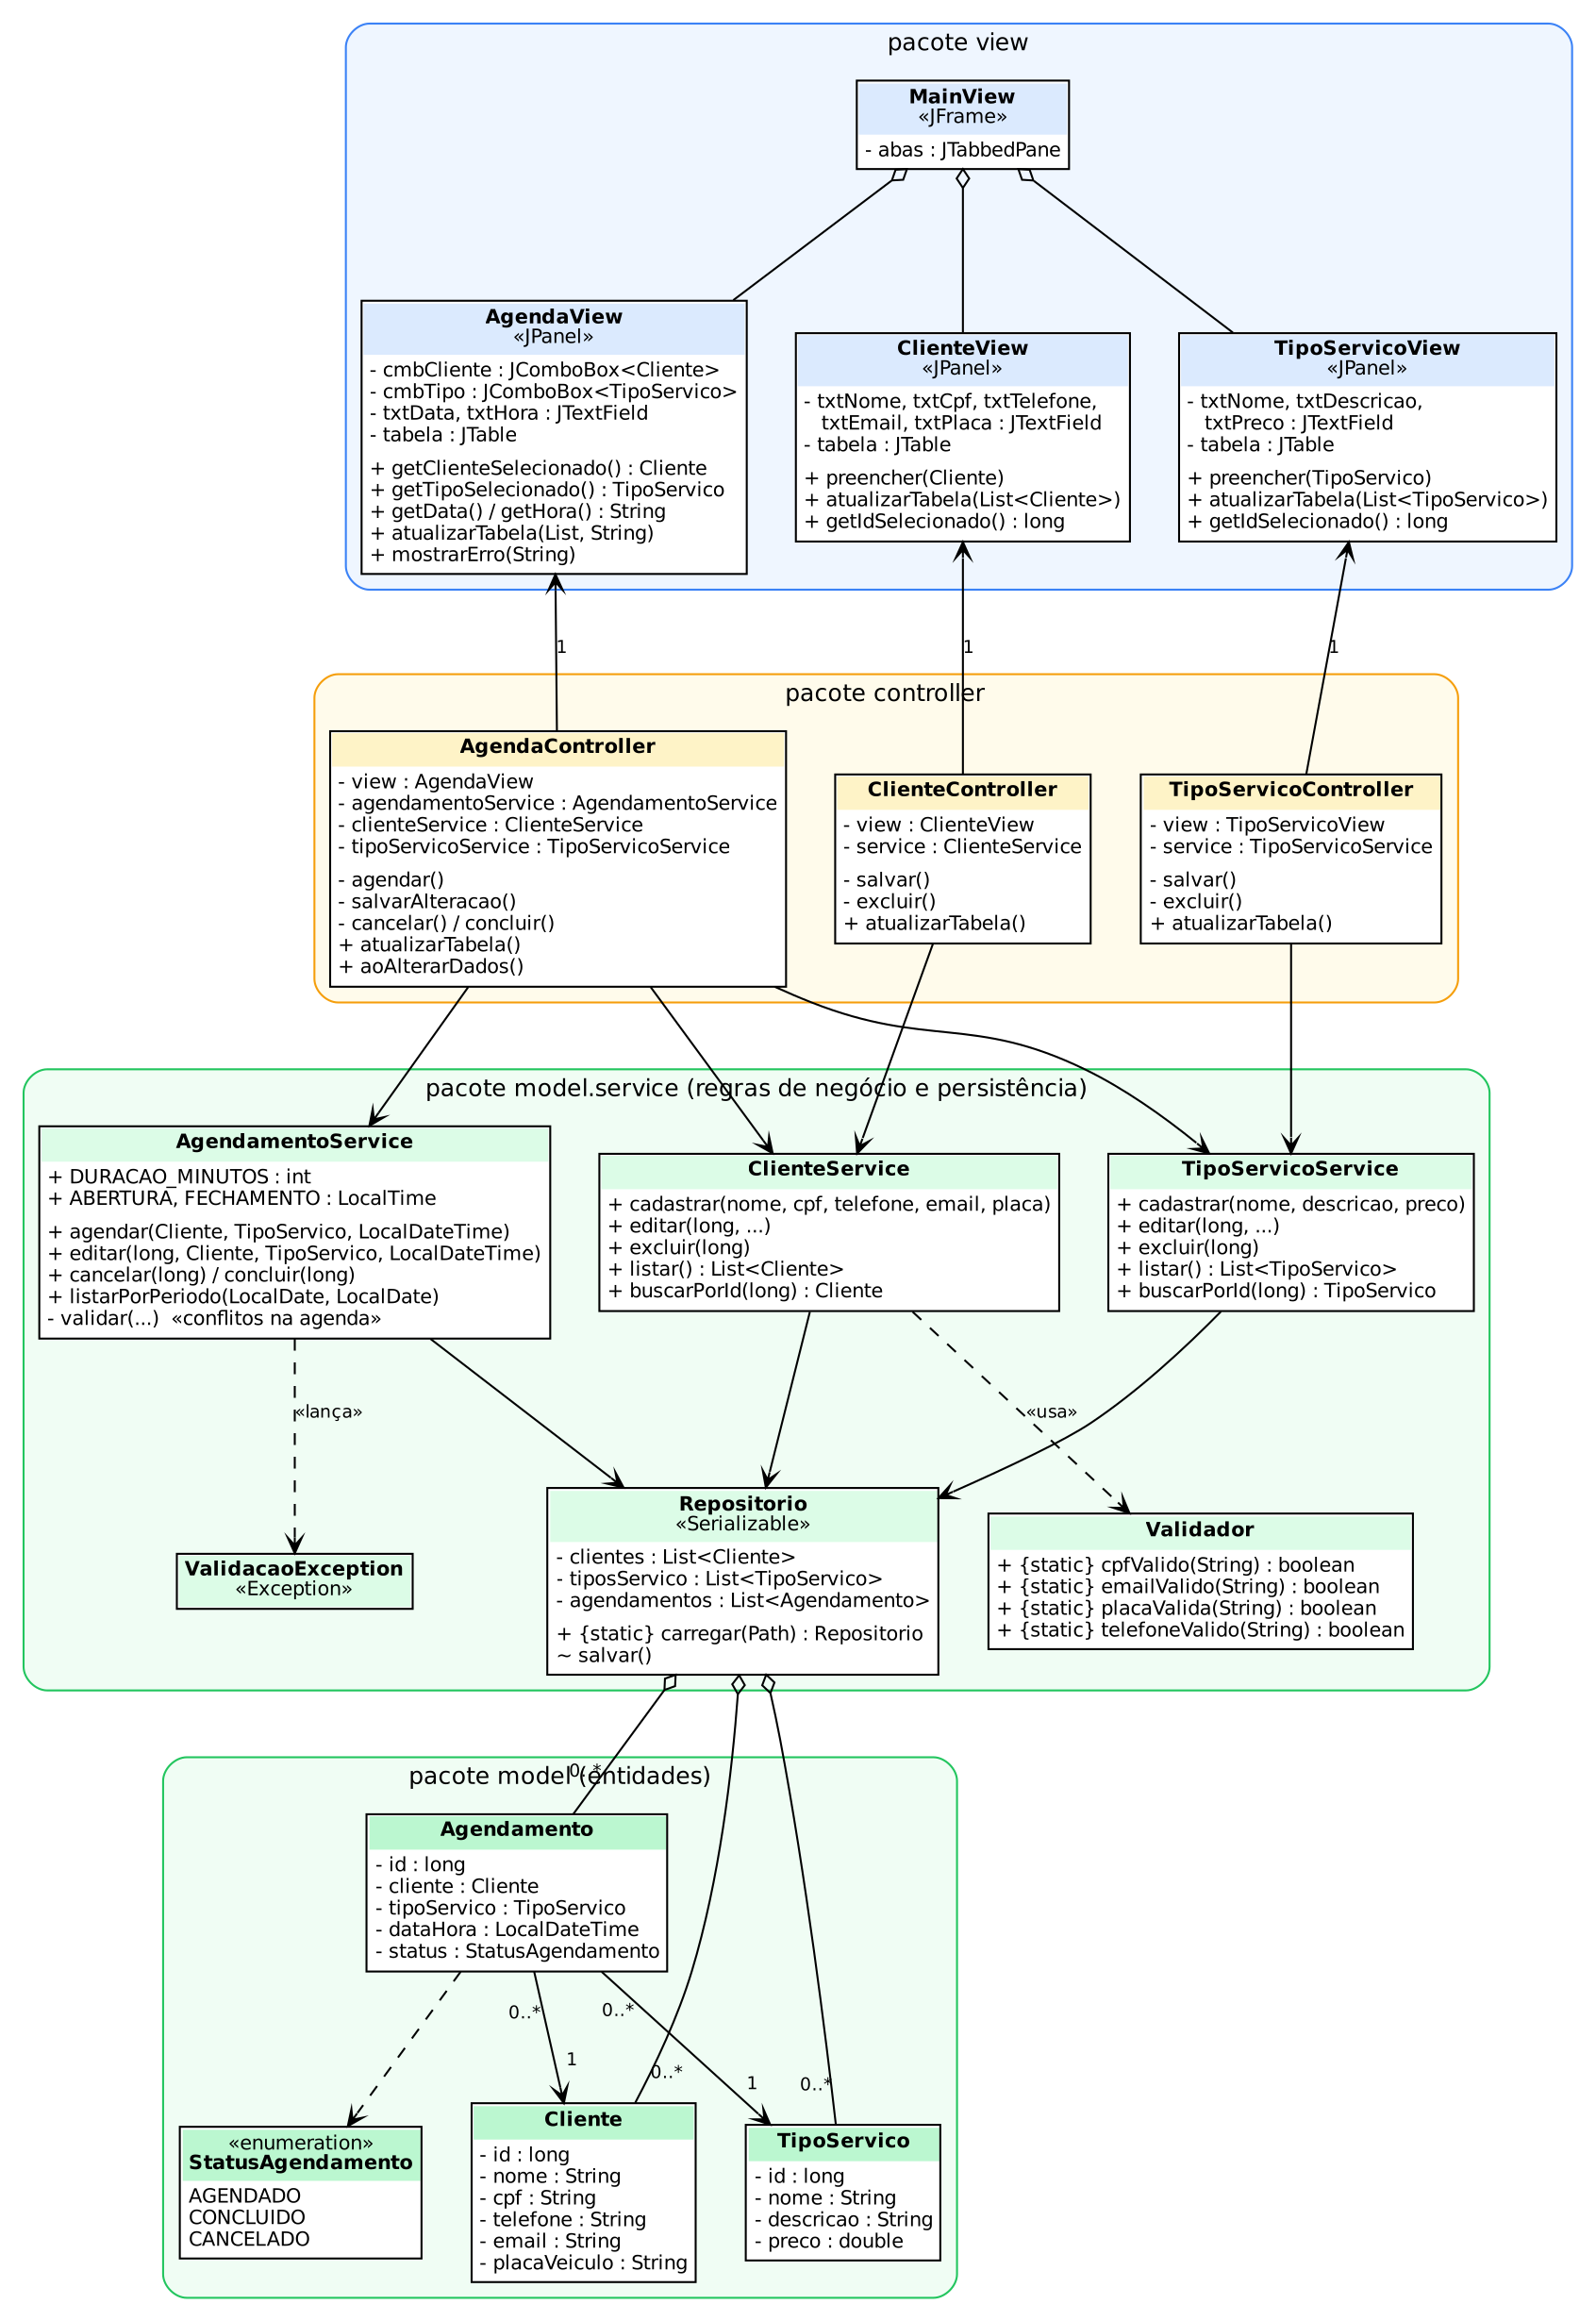 pacote view
MainView
«JFrame»
- abas : JTabbedPane
AgendaView
«JPanel»
- cmbCliente : JComboBox<Cliente>
- cmbTipo : JComboBox<TipoServico>
- txtData, txtHora : JTextField
- tabela : JTable
+ getClienteSelecionado() : Cliente
+ getTipoSelecionado() : TipoServico
+ getData() / getHora() : String
+ atualizarTabela(List, String)
+ mostrarErro(String)
ClienteView
«JPanel»
- txtNome, txtCpf, txtTelefone,
txtEmail, txtPlaca : JTextField
- tabela : JTable
+ preencher(Cliente)
+ atualizarTabela(List<Cliente>)
+ getIdSelecionado() : long
TipoServicoView
«JPanel»
- txtNome, txtDescricao,
txtPreco : JTextField
- tabela : JTable
+ preencher(TipoServico)
+ atualizarTabela(List<TipoServico>)
+ getIdSelecionado() : long
1
1
1
pacote controller
AgendaController
- view : AgendaView
- agendamentoService : AgendamentoService
- clienteService : ClienteService
- tipoServicoService : TipoServicoService
- agendar()
- salvarAlteracao()
- cancelar() / concluir()
+ atualizarTabela()
+ aoAlterarDados()
ClienteController
- view : ClienteView
- service : ClienteService
- salvar()
- excluir()
+ atualizarTabela()
TipoServicoController
- view : TipoServicoView
- service : TipoServicoService
- salvar()
- excluir()
+ atualizarTabela()
pacote model.service (regras de negócio e persistência)
AgendamentoService
+ DURACAO_MINUTOS : int
+ ABERTURA, FECHAMENTO : LocalTime
+ agendar(Cliente, TipoServico, LocalDateTime)
+ editar(long, Cliente, TipoServico, LocalDateTime)
+ cancelar(long) / concluir(long)
+ listarPorPeriodo(LocalDate, LocalDate)
- validar(...)  «conflitos na agenda»
ClienteService
+ cadastrar(nome, cpf, telefone, email, placa)
+ editar(long, ...)
+ excluir(long)
+ listar() : List<Cliente>
+ buscarPorId(long) : Cliente
TipoServicoService
+ cadastrar(nome, descricao, preco)
+ editar(long, ...)
+ excluir(long)
+ listar() : List<TipoServico>
+ buscarPorId(long) : TipoServico
«lança»
«usa»
ValidacaoException
«Exception»
Repositorio
«Serializable»
- clientes : List<Cliente>
- tiposServico : List<TipoServico>
- agendamentos : List<Agendamento>
+ {static} carregar(Path) : Repositorio
~ salvar()
Validador
+ {static} cpfValido(String) : boolean
+ {static} emailValido(String) : boolean
+ {static} placaValida(String) : boolean
+ {static} telefoneValido(String) : boolean
0..*
pacote model (entidades)
Agendamento
- id : long
- cliente : Cliente
- tipoServico : TipoServico
- dataHora : LocalDateTime
- status : StatusAgendamento
0..*
0..*
1
0..*
1
0..*
«enumeration»
StatusAgendamento
AGENDADO
CONCLUIDO
CANCELADO
Cliente
- id : long
- nome : String
- cpf : String
- telefone : String
- email : String
- placaVeiculo : String
TipoServico
- id : long
- nome : String
- descricao : String
- preco : double